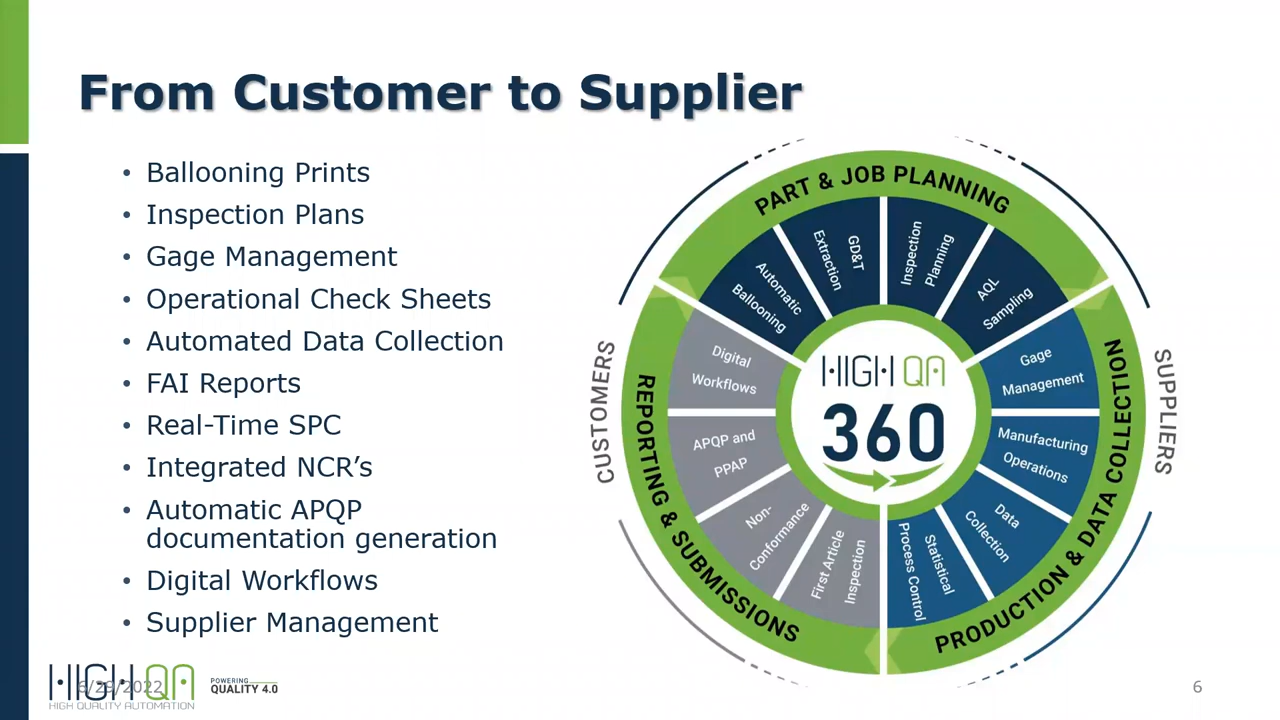 From Customer to Supplier
• Ballooning Prints
• Inspection Plans
• Gage Management
• Operational Check Sheets
• Automated Data Collection
• FAI Reports
• Real-Time SPC
• Integrated NCR’s
• Automatic APQP
documentation generation
• Digital Workflows
• Supplier Management
PART & JOB PLANNING
Automatic
Ballooning
GD&T
Extraction
Inspection
Planning
AQL
Sampling
SUPPLIERS
PRODUCTION & DATA COLLECTION
Gage
Management
Manufacturing
Operations
Data
Collection
Statistical
Process Control
CUSTOMERS
REPORTING & SUBMISSIONS
First Article
Inspection
Non-
Conformance
APQP and
PPAP
Digital
Workflows
HIGH QA
360
HIGH QA
HIGH QUALITY AUTOMATION
6/29/2022
POWERING
QUALITY 4.0
6